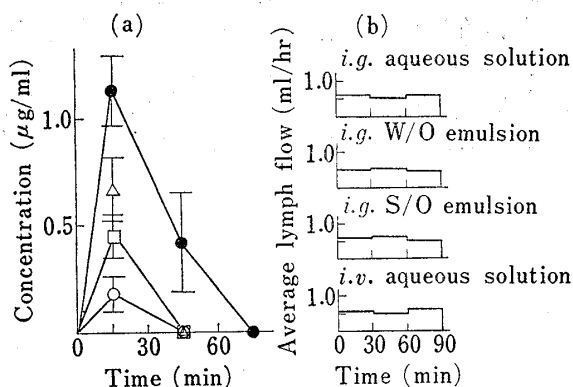 (a)
Concentration (μg/ml)
1.0
0.5
0 30 60
Time (min)
(b)
Average lymph flow (ml/hr)
i.g. aqueous solution
1.0
i.g. W/O emulsion
1.0
i.g. S/O emulsion
1.0
i.v. aqueous solution
1.0
0 30 60 90
Time (min)